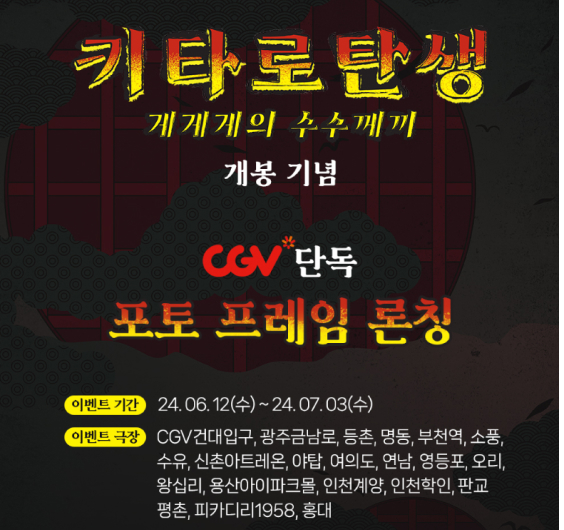 키타로탄생
게게게의 수수께끼
개봉 기념
CGV 단독
포토 프레임 론칭
이벤트 기간 24. 06. 12(수) ~ 24. 07. 03(수)
이벤트 극장 CGV건대입구, 광주금남로, 등촌, 명동, 부천역, 소풍,
수유, 신촌아트레온, 야탑, 여의도, 연남, 영등포, 오리,
왕십리, 용산아이파크몰, 인천계양, 인천학인, 판교
평촌, 피카디리1958, 홍대